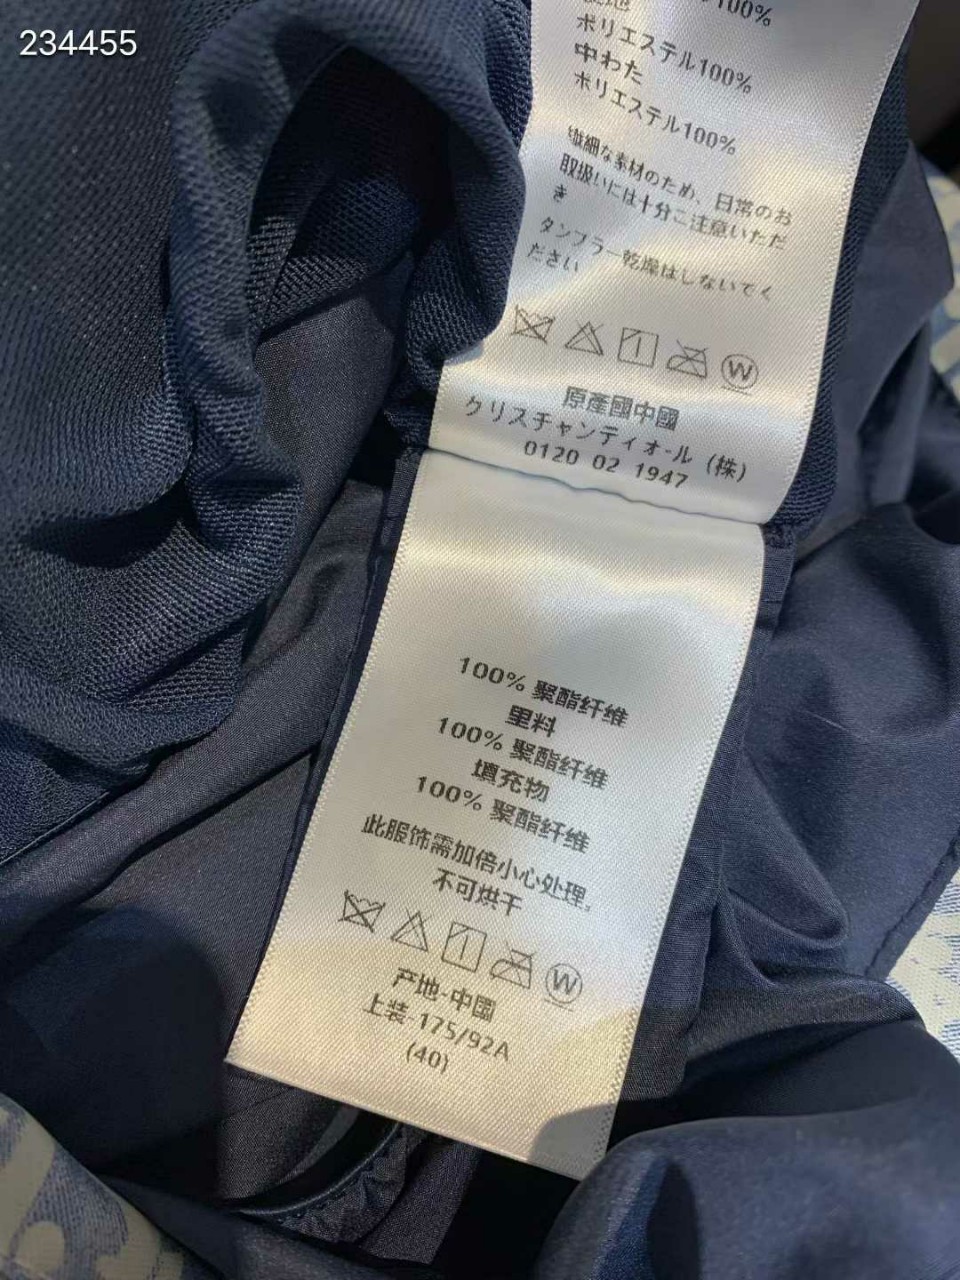 234455
100%
ポリエステル100%
中わた
ポリエステル100%
繊細な素材のため、日常のお
取扱いには十分ご注意いただ
き
タンブラー乾燥はしないでく
ださい
W
原産國中國
クリスチャンディオ-ル (株)
0120 02 1947
100% 聚酯纤维
里料
100% 聚酯纤维
填充物
100% 聚酯纤维
此服饰需加倍小心处理。
不可烘干
W
产地-中國
上装-175/92A
(40)